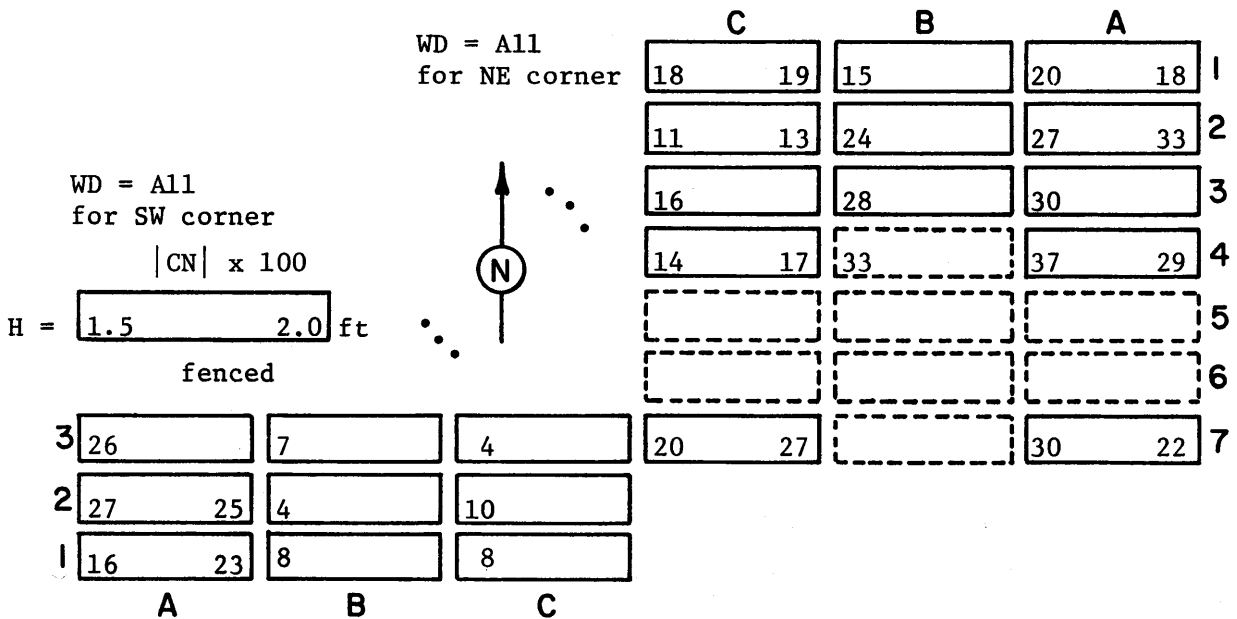 C B A
WD = All
for NE corner
18 19 15 20 18 1
11 13 24 27 33 2
16 28 30 3
14 17 33 37 29 4
5
6
20 27 30 22 7
N
WD = All
for SW corner
|CN| x 100
H = 1.5 2.0 ft
fenced
3 26 7 4
2 27 25 4 10
1 16 23 8 8
A B C